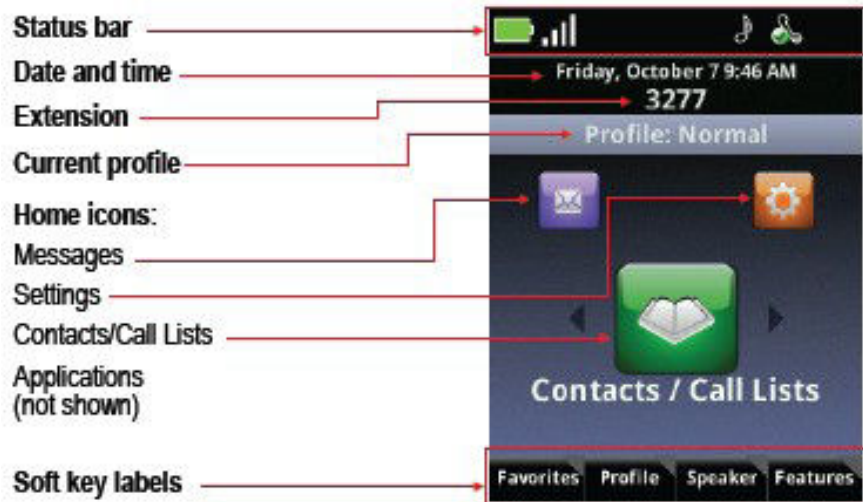 Status bar
Date and time
Extension
Current profile
Home icons:
Messages
Settings
Contacts/Call Lists
Applications
(not shown)
Soft key labels
Friday, October 7 9:46 AM
3277
Profile: Normal
Contacts / Call Lists
Favorites Profile Speaker Features